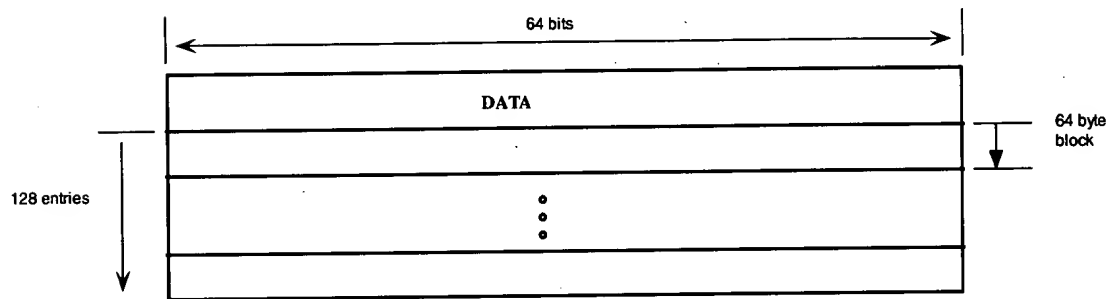 64 bits
DATA
64 byte
block
128 entries